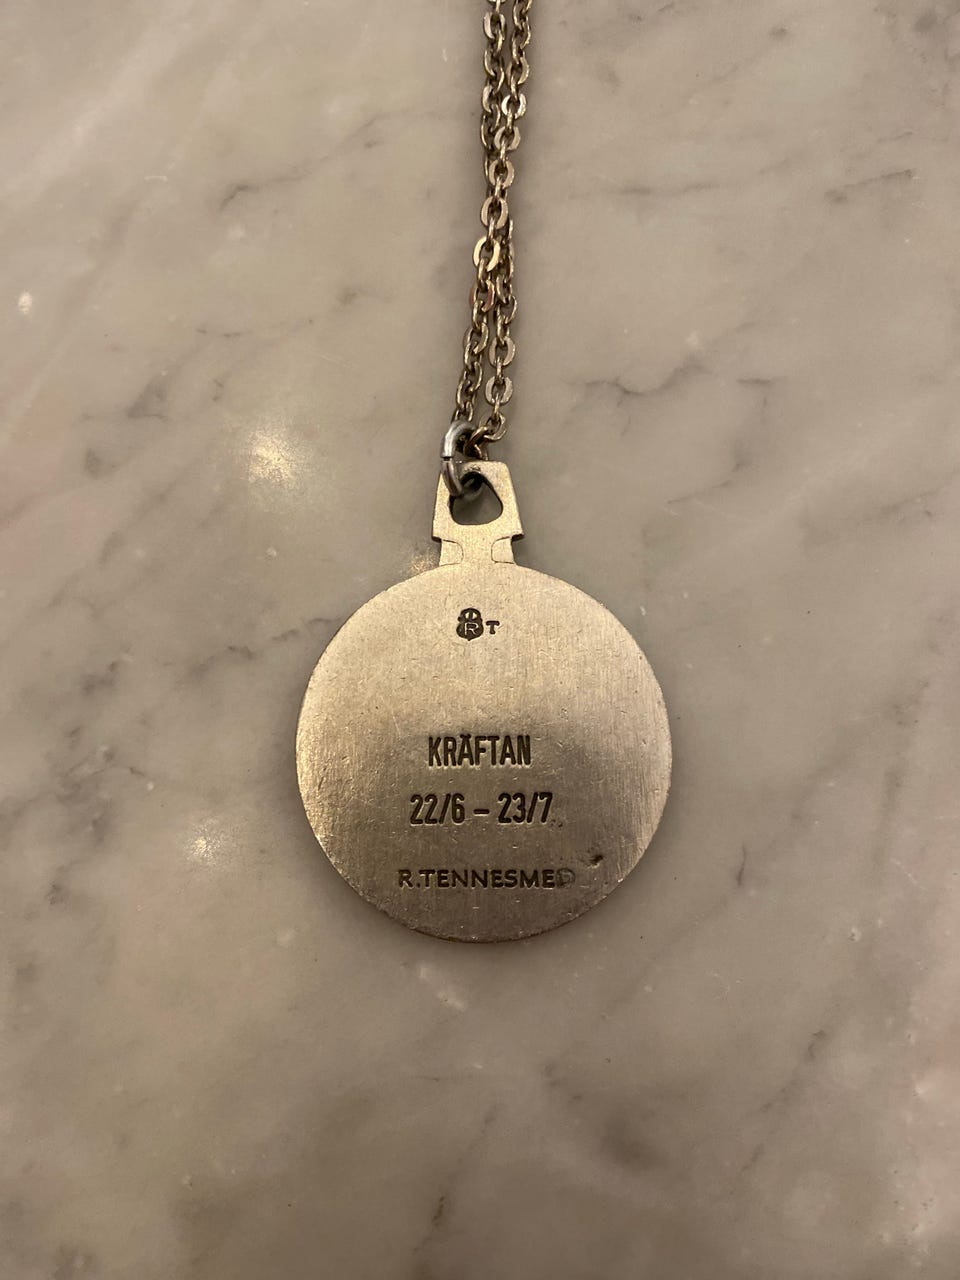 R T
KRÄFTAN
22/6 – 23/7
R.TENNESMED